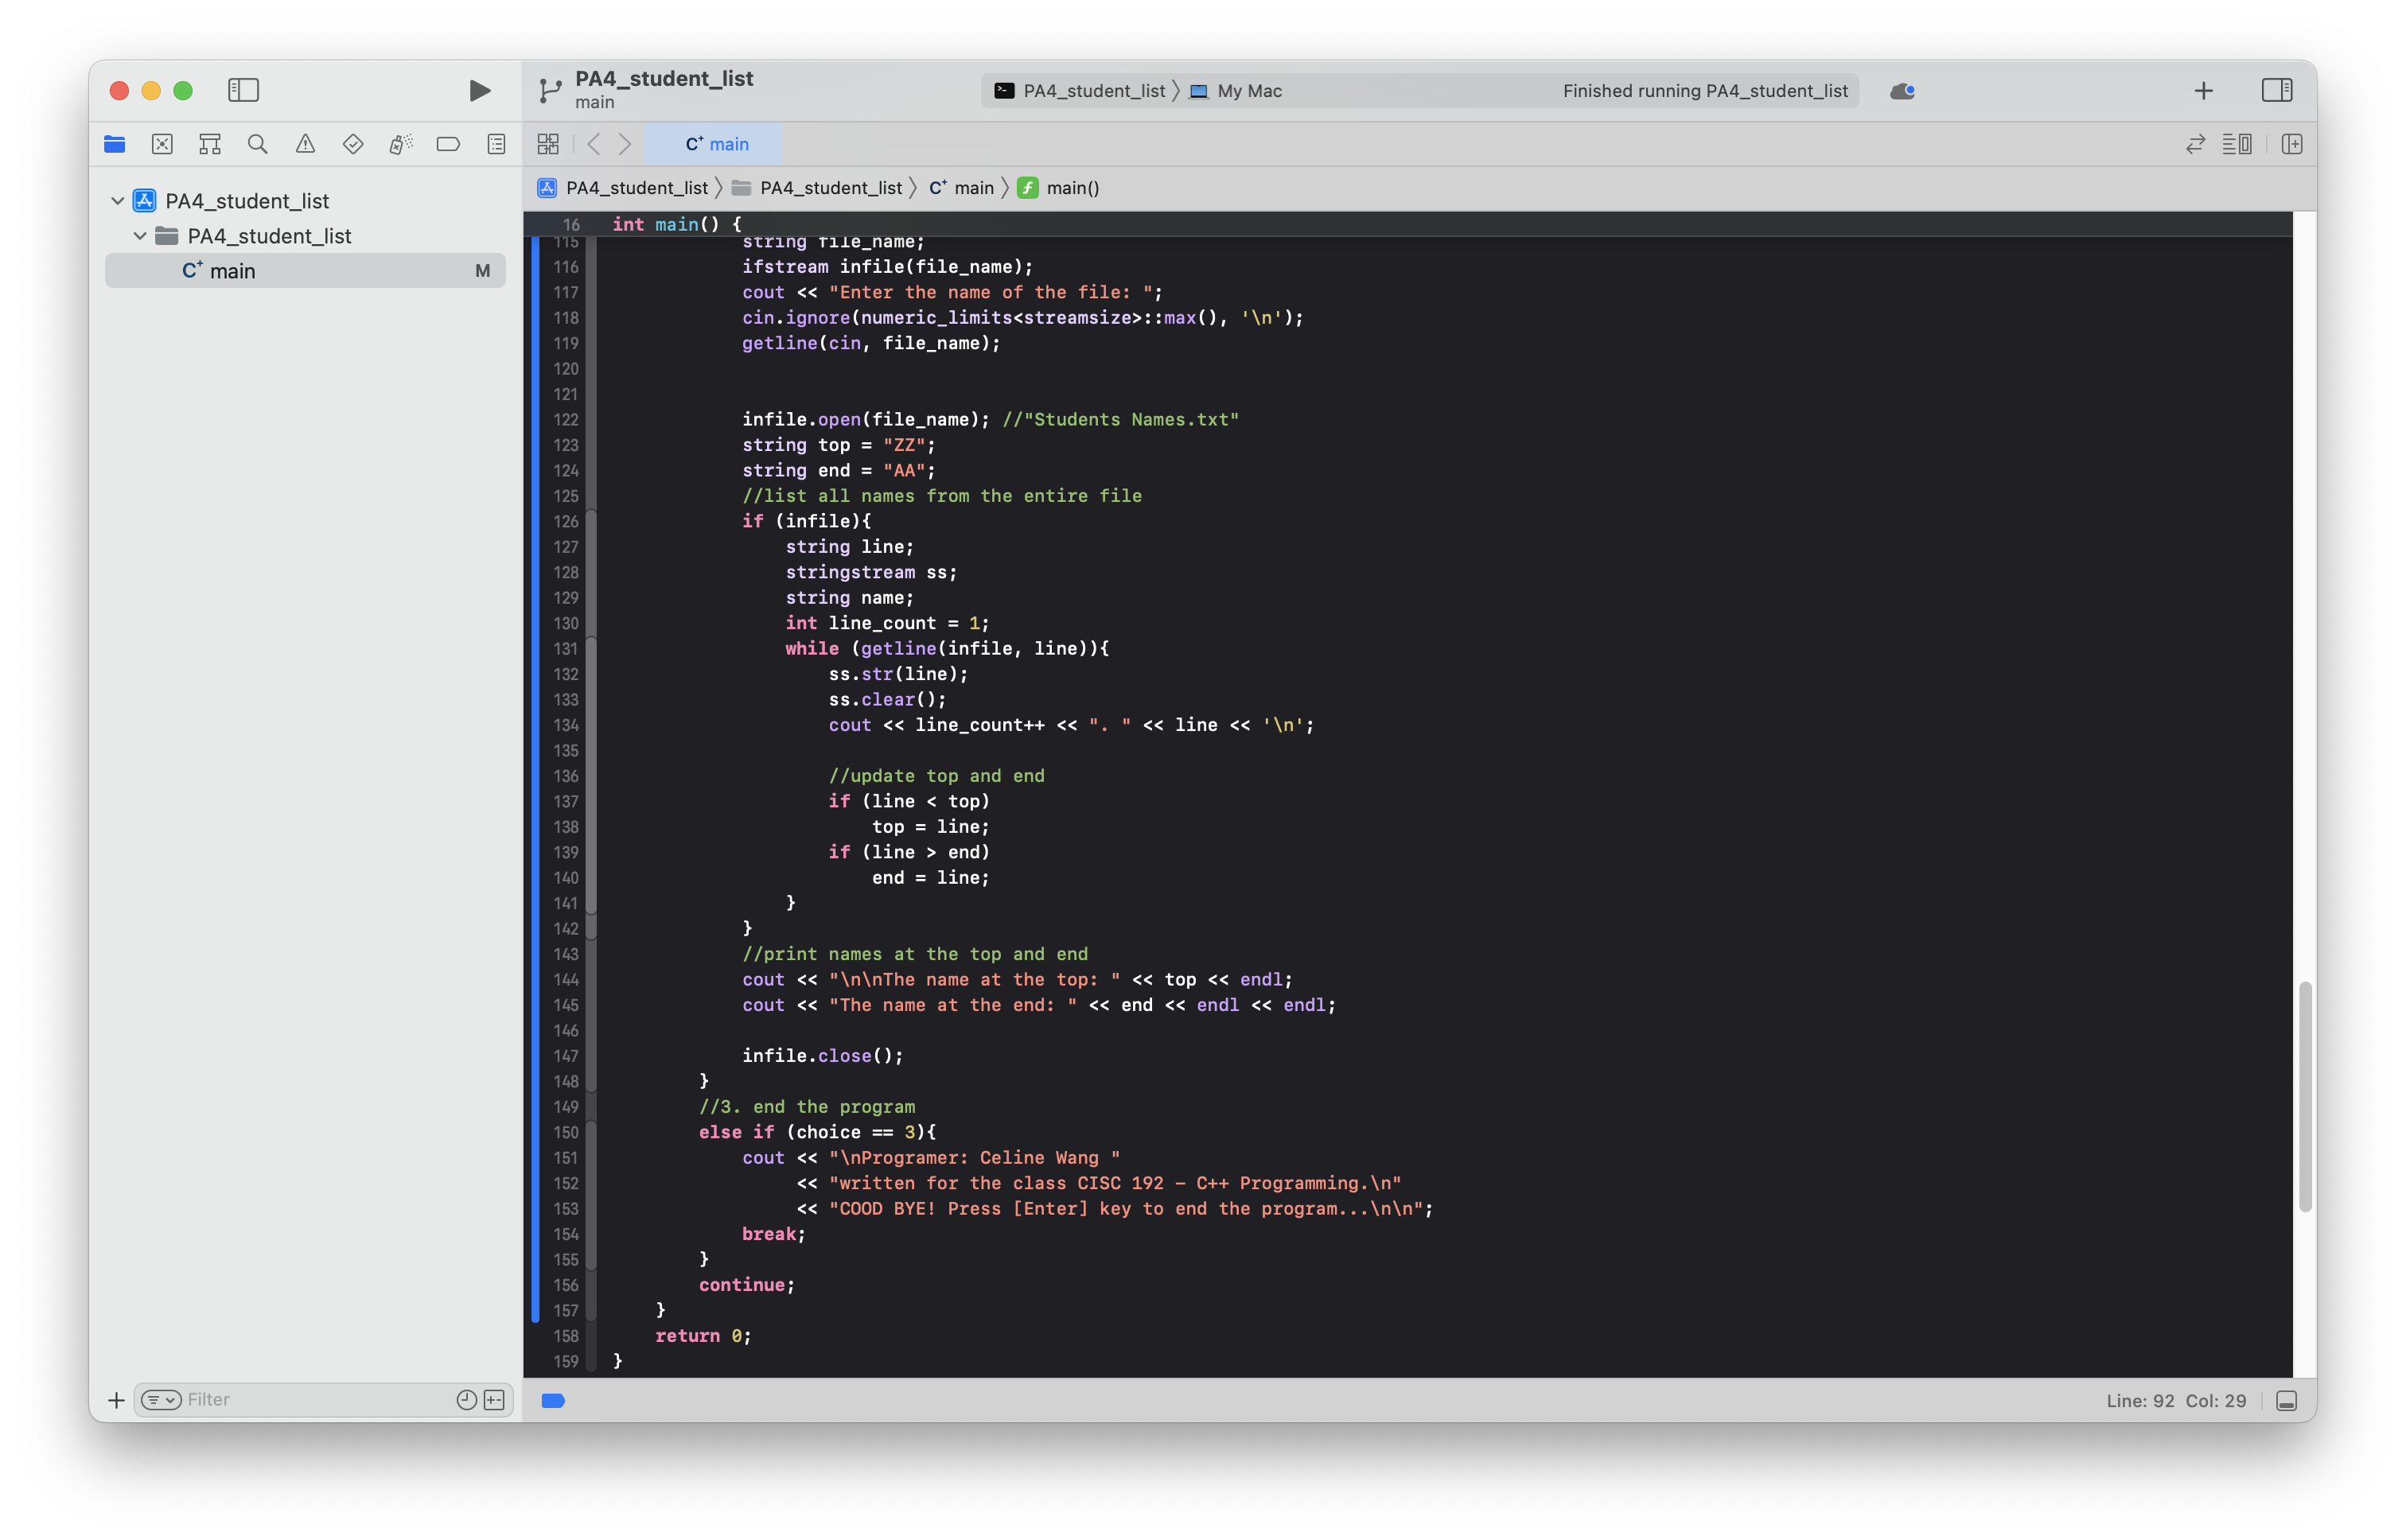 PA4_student_list
main
PA4_student_list 〉 My Mac
Finished running PA4_student_list
C+ main
PA4_student_list 〉 PA4_student_list 〉 C+ main 〉 f main()
PA4_student_list
PA4_student_list
C+ main M
16 int main() {
115 string file_name;
116 ifstream infile(file_name);
117 cout << "Enter the name of the file: ";
118 cin.ignore(numeric_limits<streamsize>::max(), '\n');
119 getline(cin, file_name);
120
121
122 infile.open(file_name); //"Students Names.txt"
123 string top = "ZZ";
124 string end = "AA";
125 //list all names from the entire file
126 if (infile){
127 string line;
128 stringstream ss;
129 string name;
130 int line_count = 1;
131 while (getline(infile, line)){
132 ss.str(line);
133 ss.clear();
134 cout << line_count++ << ". " << line << '\n';
135
136 //update top and end
137 if (line < top)
138 top = line;
139 if (line > end)
140 end = line;
141 }
142 }
143 //print names at the top and end
144 cout << "\n\nThe name at the top: " << top << endl;
145 cout << "The name at the end: " << end << endl << endl;
146
147 infile.close();
148 }
149 //3. end the program
150 else if (choice == 3){
151 cout << "\nProgramer: Celine Wang "
152 << "written for the class CISC 192 – C++ Programming.\n"
153 << "COOD BYE! Press [Enter] key to end the program...\n\n";
154 break;
155 }
156 continue;
157 }
158 return 0;
159 }
Filter
Line: 92 Col: 29